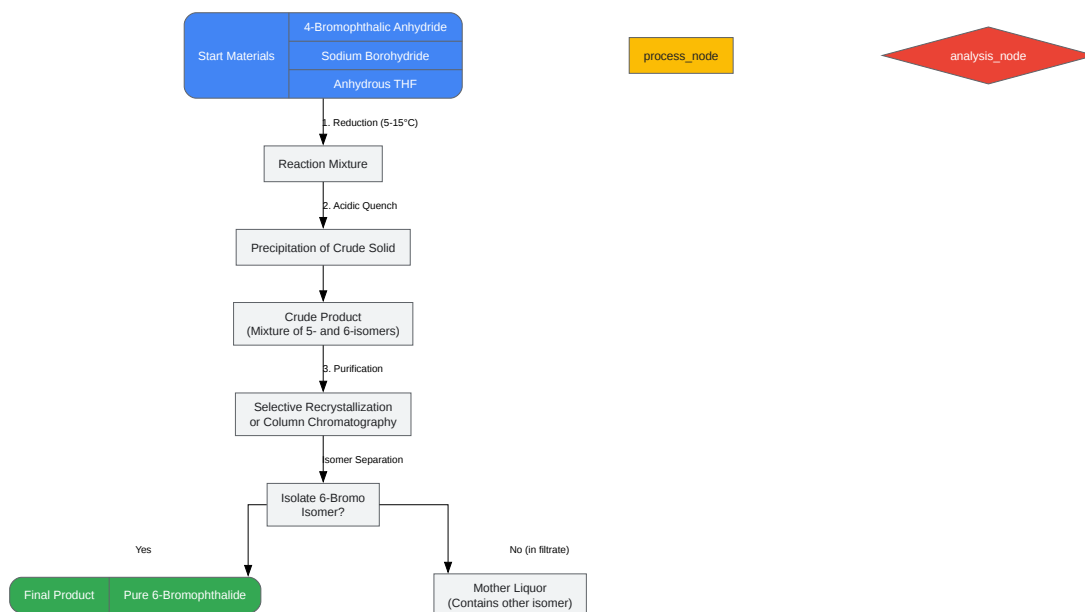 Start Materials
4-Bromophthalic Anhydride
Sodium Borohydride
Anhydrous THF
process_node
analysis_node
1. Reduction (5-15°C)
Reaction Mixture
2. Acidic Quench
Precipitation of Crude Solid
Crude Product
(Mixture of 5- and 6-isomers)
3. Purification
Selective Recrystallization
or Column Chromatography
Isomer Separation
Isolate 6-Bromo
Isomer?
Yes
No (in filtrate)
Final Product
Pure 6-Bromophthalide
Mother Liquor
(Contains other isomer)